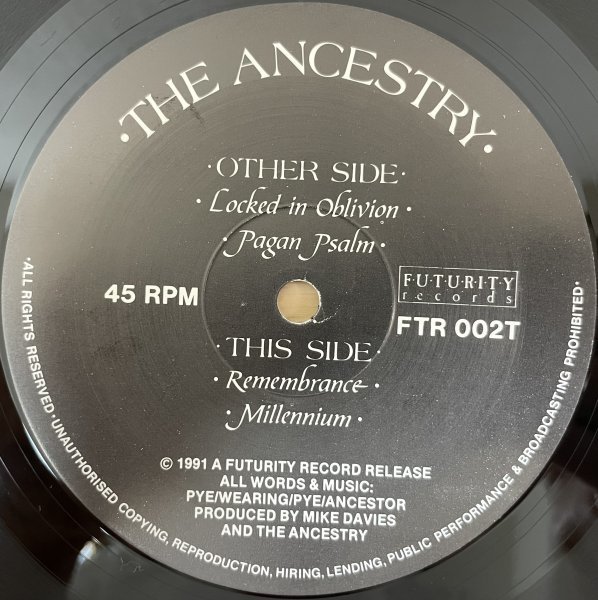 ·THE ANCESTRY·
·OTHER SIDE·
·Locked in Oblivion·
·Pagan Psalm·
45 RPM
F·U·T·U·R·I·T·Y
records
FTR 002T
·THIS SIDE·
·Remembrance·
·Millennium·
© 1991 A FUTURITY RECORD RELEASE
ALL WORDS & MUSIC:
PYE/WEARING/PYE/ANCESTOR
PRODUCED BY MIKE DAVIES
AND THE ANCESTRY
·ALL RIGHTS RESERVED·UNAUTHORISED COPYING, REPRODUCTION, HIRING, LENDING, PUBLIC PERFORMANCE & BROADCASTING PROHIBITED·